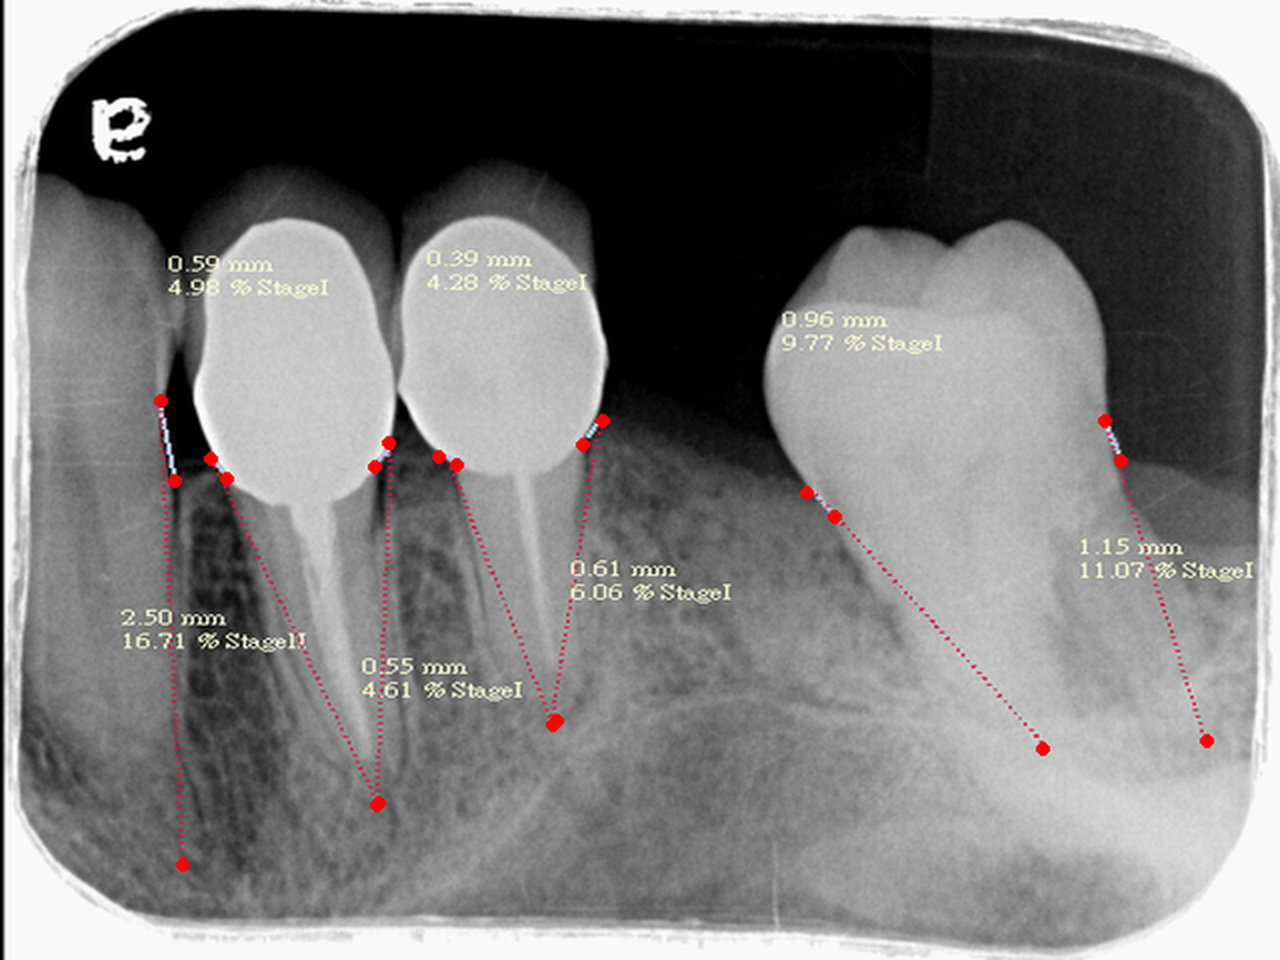 0.59 mm
4.98 % StageI
0.39 mm
4.28 % StageI
0.96 mm
9.77 % StageI
1.15 mm
11.07 % StageI
0.61 mm
6.06 % StageI
2.50 mm
16.71 % StageII
0.55 mm
4.61 % StageI